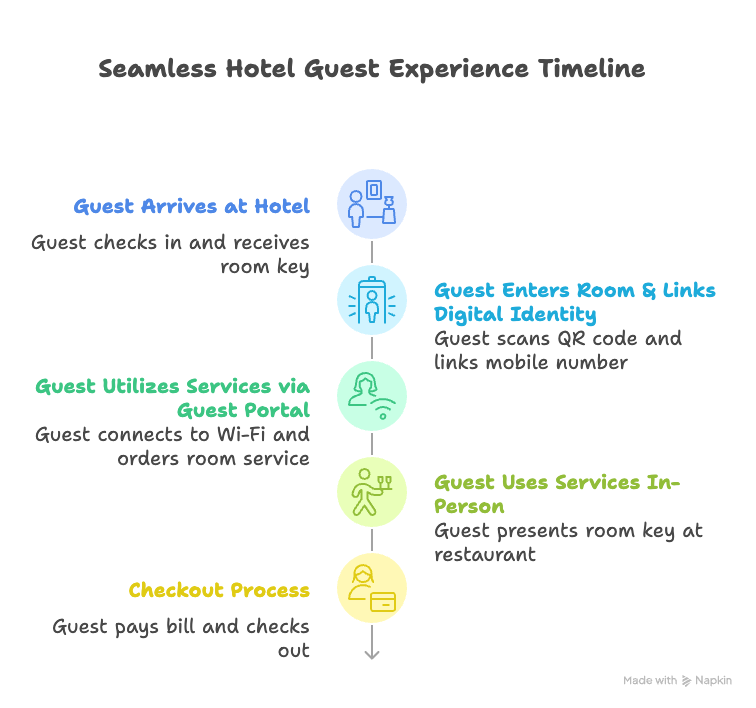 Seamless Hotel Guest Experience Timeline
Guest Arrives at Hotel
Guest checks in and receives
room key
Guest Enters Room & Links
Digital Identity
Guest scans QR code and
links mobile number
Guest Utilizes Services via
Guest Portal
Guest connects to Wi-Fi and
orders room service
Guest Uses Services In-
Person
Guest presents room key at
restaurant
Checkout Process
Guest pays bill and checks
out
Made with Napkin